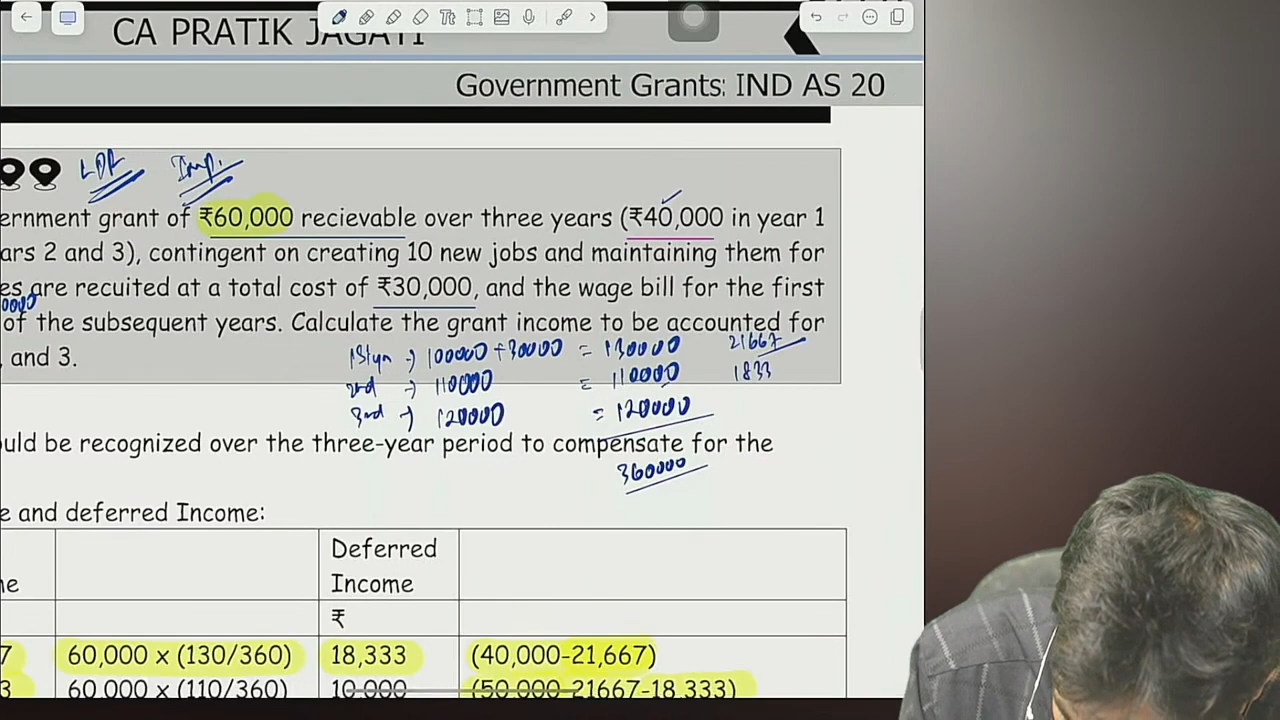 CA PRATIK JAGATI
Government Grants: IND AS 20
LDR Imp.
ernment grant of ₹60,000 recievable over three years (₹40,000 in year 1
ars 2 and 3), contingent on creating 10 new jobs and maintaining them for
es are recuited at a total cost of ₹30,000, and the wage bill for the first
of the subsequent years. Calculate the grant income to be accounted for
, and 3.
1st yr → 100000 + 30000 = 130000 21667
2nd → 110000 = 110000 1833
3rd → 120000 = 120000
360000
uld be recognized over the three-year period to compensate for the
e and deferred Income:
Deferred
ne Income
₹
7 60,000 x (130/360) 18,333 (40,000-21,667)
3 60,000 x (110/360) 10,000 (50,000-21667-18,333)